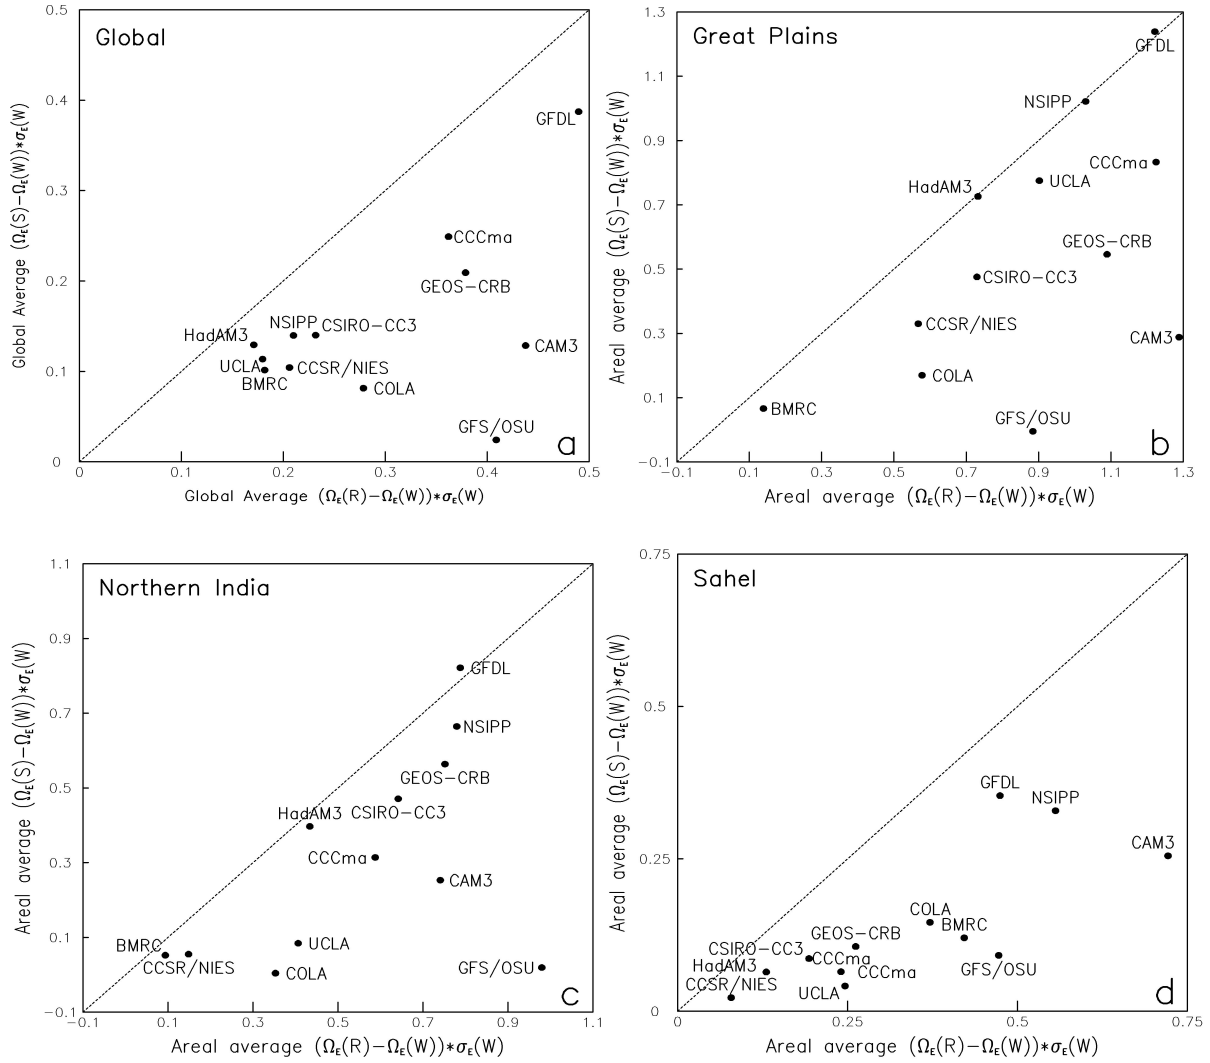 Global
0.5
0.4
0.3
0.2
0.1
0
Global Average (Ω_E(S)−Ω_E(W))∗σ_E(W)
GFDL
CCCma
GEOS−CRB
HadAM3
NSIPP
CSIRO−CC3
CAM3
UCLA
CCSR/NIES
BMRC
COLA
GFS/OSU
a
0 0.1 0.2 0.3 0.4 0.5
Global Average (Ω_E(R)−Ω_E(W))∗σ_E(W)
Great Plains
1.3
1.1
0.9
0.7
0.5
0.3
0.1
−0.1
Areal average (Ω_E(S)−Ω_E(W))∗σ_E(W)
GFDL
NSIPP
CCCma
HadAM3
UCLA
GEOS−CRB
CSIRO−CC3
CCSR/NIES
CAM3
COLA
BMRC
GFS/OSU
b
−0.1 0.1 0.3 0.5 0.7 0.9 1.1 1.3
Areal average (Ω_E(R)−Ω_E(W))∗σ_E(W)
Northern India
1.1
0.9
0.7
0.5
0.3
0.1
−0.1
Areal average (Ω_E(S)−Ω_E(W))∗σ_E(W)
GFDL
NSIPP
GEOS−CRB
HadAM3
CSIRO−CC3
CCCma
CAM3
BMRC
UCLA
CCSR/NIES
COLA
GFS/OSU
c
−0.1 0.1 0.3 0.5 0.7 0.9 1.1
Areal average (Ω_E(R)−Ω_E(W))∗σ_E(W)
Sahel
0.75
0.5
0.25
0
Areal average (Ω_E(S)−Ω_E(W))∗σ_E(W)
GFDL
NSIPP
CAM3
COLA
BMRC
GEOS−CRB
CSIRO−CC3
CCCma
HadAM3
CCCma
GFS/OSU
CCSR/NIES
UCLA
d
0 0.25 0.5 0.75
Areal average (Ω_E(R)−Ω_E(W))∗σ_E(W)